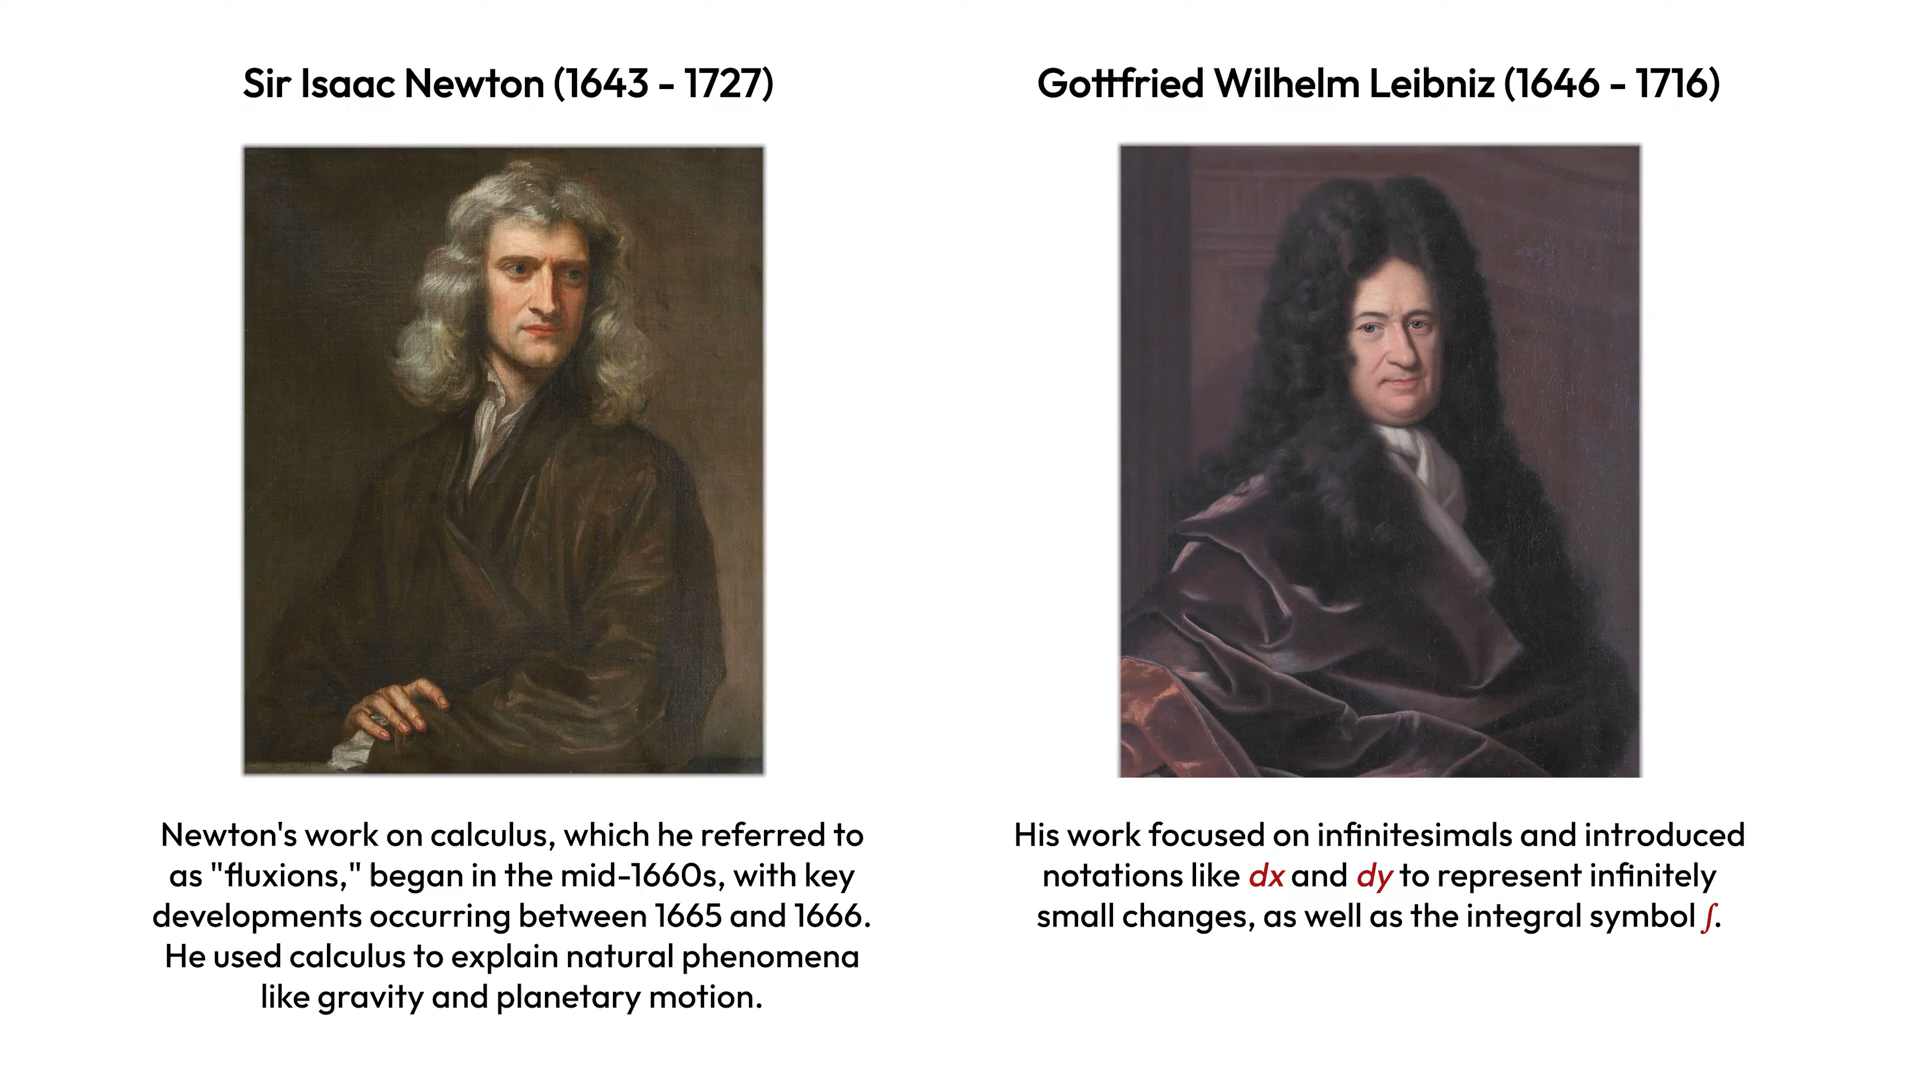 Sir Isaac Newton (1643 - 1727)
Newton's work on calculus, which he referred to
as "fluxions," began in the mid-1660s, with key
developments occurring between 1665 and 1666.
He used calculus to explain natural phenomena
like gravity and planetary motion.
Gottfried Wilhelm Leibniz (1646 - 1716)
His work focused on infinitesimals and introduced
notations like dx and dy to represent infinitely
small changes, as well as the integral symbol ∫.